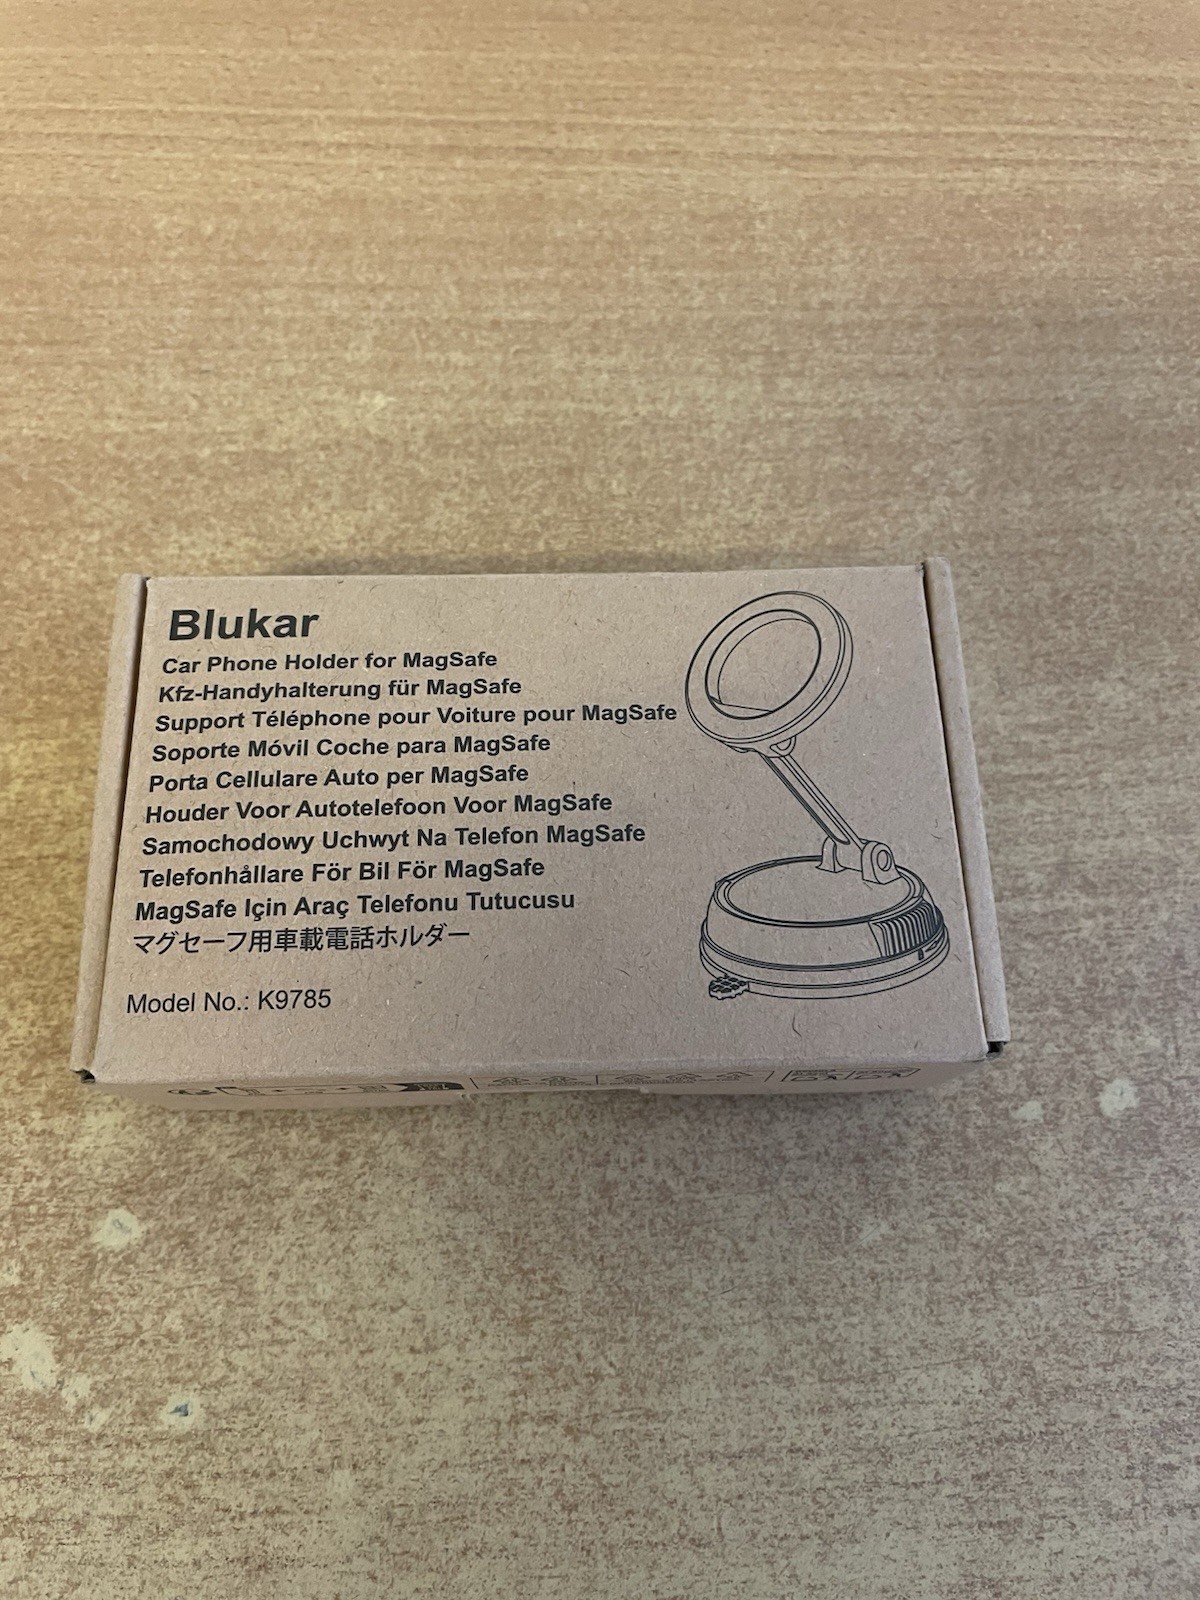 Blukar
Car Phone Holder for MagSafe
Kfz-Handyhalterung für MagSafe
Support Téléphone pour Voiture pour MagSafe
Soporte Móvil Coche para MagSafe
Porta Cellulare Auto per MagSafe
Houder Voor Autotelefoon Voor MagSafe
Samochodowy Uchwyt Na Telefon MagSafe
Telefonhållare För Bil För MagSafe
MagSafe Için Araç Telefonu Tutucusu
マグセーフ用車載電話ホルダー
Model No.: K9785